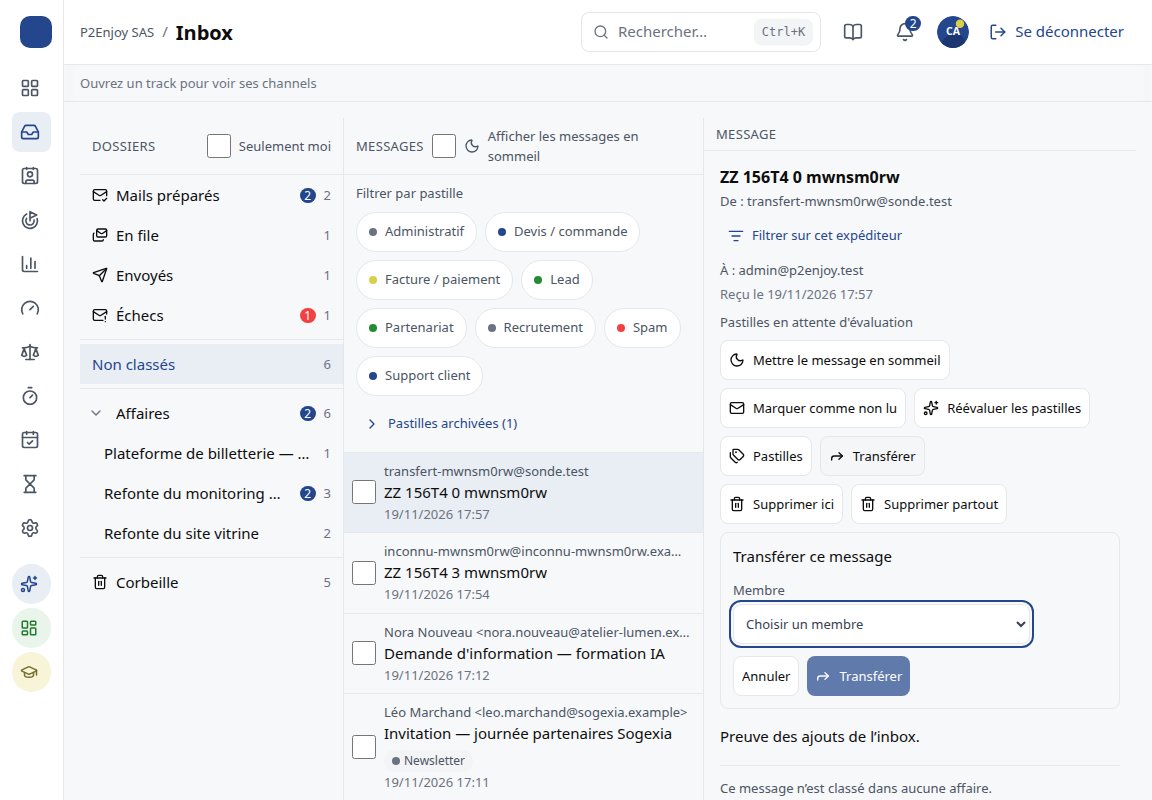 P2Enjoy SAS / Inbox
Rechercher... Ctrl+K
2
CA
Se déconnecter
Ouvrez un track pour voir ses channels
DOSSIERS
Seulement moi
Mails préparés 2 2
En file 1
Envoyés 1
Échecs 1 1
Non classés 6
Affaires 2 6
Plateforme de billetterie — ... 1
Refonte du monitoring ... 2 3
Refonte du site vitrine 2
Corbeille 5
MESSAGES
Afficher les messages en
sommeil
Filtrer par pastille
Administratif
Devis / commande
Facture / paiement
Lead
Partenariat
Recrutement
Spam
Support client
Pastilles archivées (1)
transfert-mwnsm0rw@sonde.test
ZZ 156T4 0 mwnsm0rw
19/11/2026 17:57
inconnu-mwnsm0rw@inconnu-mwnsm0rw.exa...
ZZ 156T4 3 mwnsm0rw
19/11/2026 17:54
Nora Nouveau <nora.nouveau@atelier-lumen.ex...
Demande d'information — formation IA
19/11/2026 17:12
Léo Marchand <leo.marchand@sogexia.example>
Invitation — journée partenaires Sogexia
Newsletter
19/11/2026 17:11
MESSAGE
ZZ 156T4 0 mwnsm0rw
De : transfert-mwnsm0rw@sonde.test
Filtrer sur cet expéditeur
À : admin@p2enjoy.test
Reçu le 19/11/2026 17:57
Pastilles en attente d'évaluation
Mettre le message en sommeil
Marquer comme non lu
Réévaluer les pastilles
Pastilles
Transférer
Supprimer ici
Supprimer partout
Transférer ce message
Membre
Choisir un membre
Annuler
Transférer
Preuve des ajouts de l’inbox.
Ce message n’est classé dans aucune affaire.